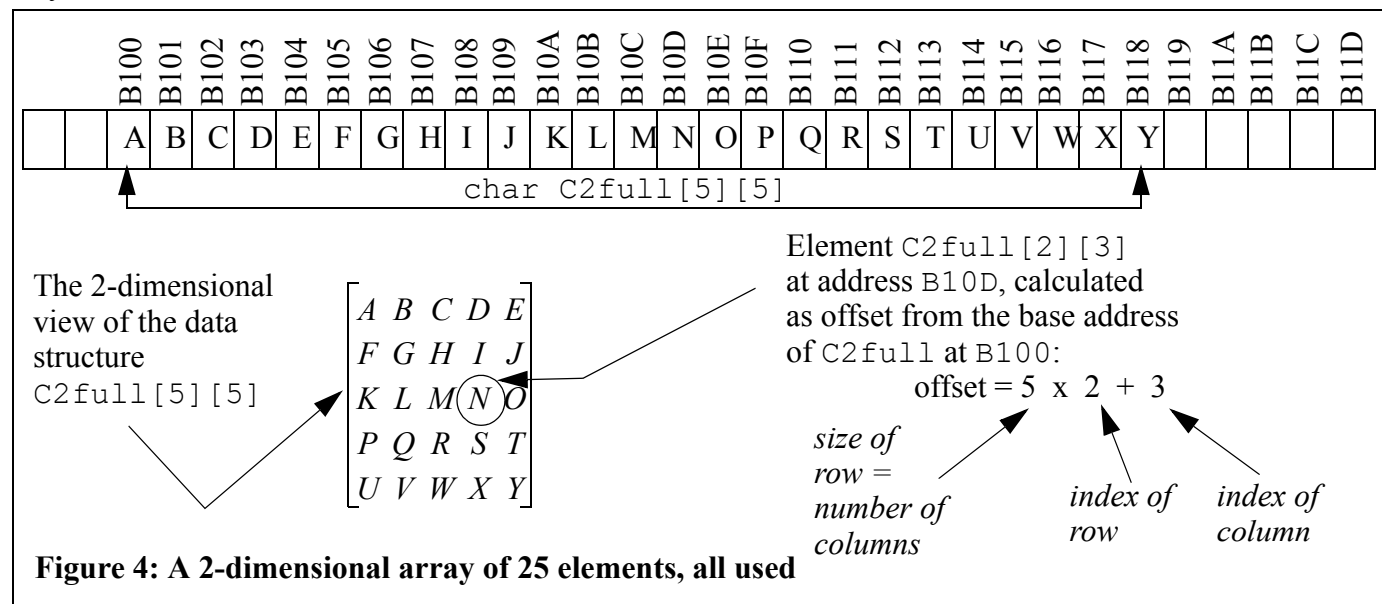 B100 B101 B102 B103 B104 B105 B106 B107 B108 B109 B10A B10B B10C B10D B10E B10F B110 B111 B112 B113 B114 B115 B116 B117 B118 B119 B11A B11B B11C B11D
A B C D E F G H I J K L M N O P Q R S T U V W X Y
char C2full[5][5]
The 2-dimensional
view of the data
structure
C2full[5][5]
A B C D E
F G H I J
K L M N O
P Q R S T
U V W X Y
Element C2full[2][3]
at address B10D, calculated
as offset from the base address
of C2full at B100:
offset = 5 x 2 + 3
size of
row =
number of
columns
index of
row
index of
column
Figure 4: A 2-dimensional array of 25 elements, all used